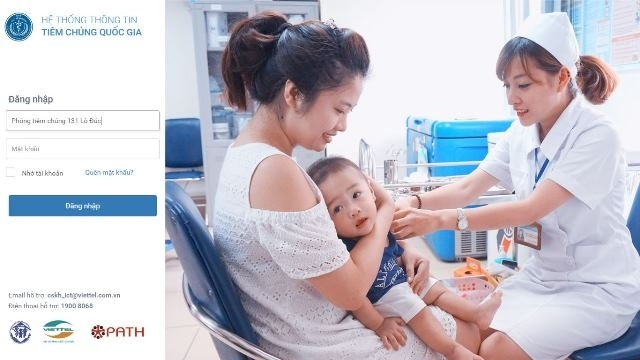 HỆ THỐNG THÔNG TIN
TIÊM CHỦNG QUỐC GIA
Đăng nhập
Phòng tiêm chủng 131 Lò Đúc
Mật khẩu
Nhớ tài khoản
Quên mật khẩu?
Đăng nhập
Email hỗ trợ: cskh_ict@viettel.com.vn
Điện thoại hỗ trợ: 1900 8068
VIETTEL
PATH